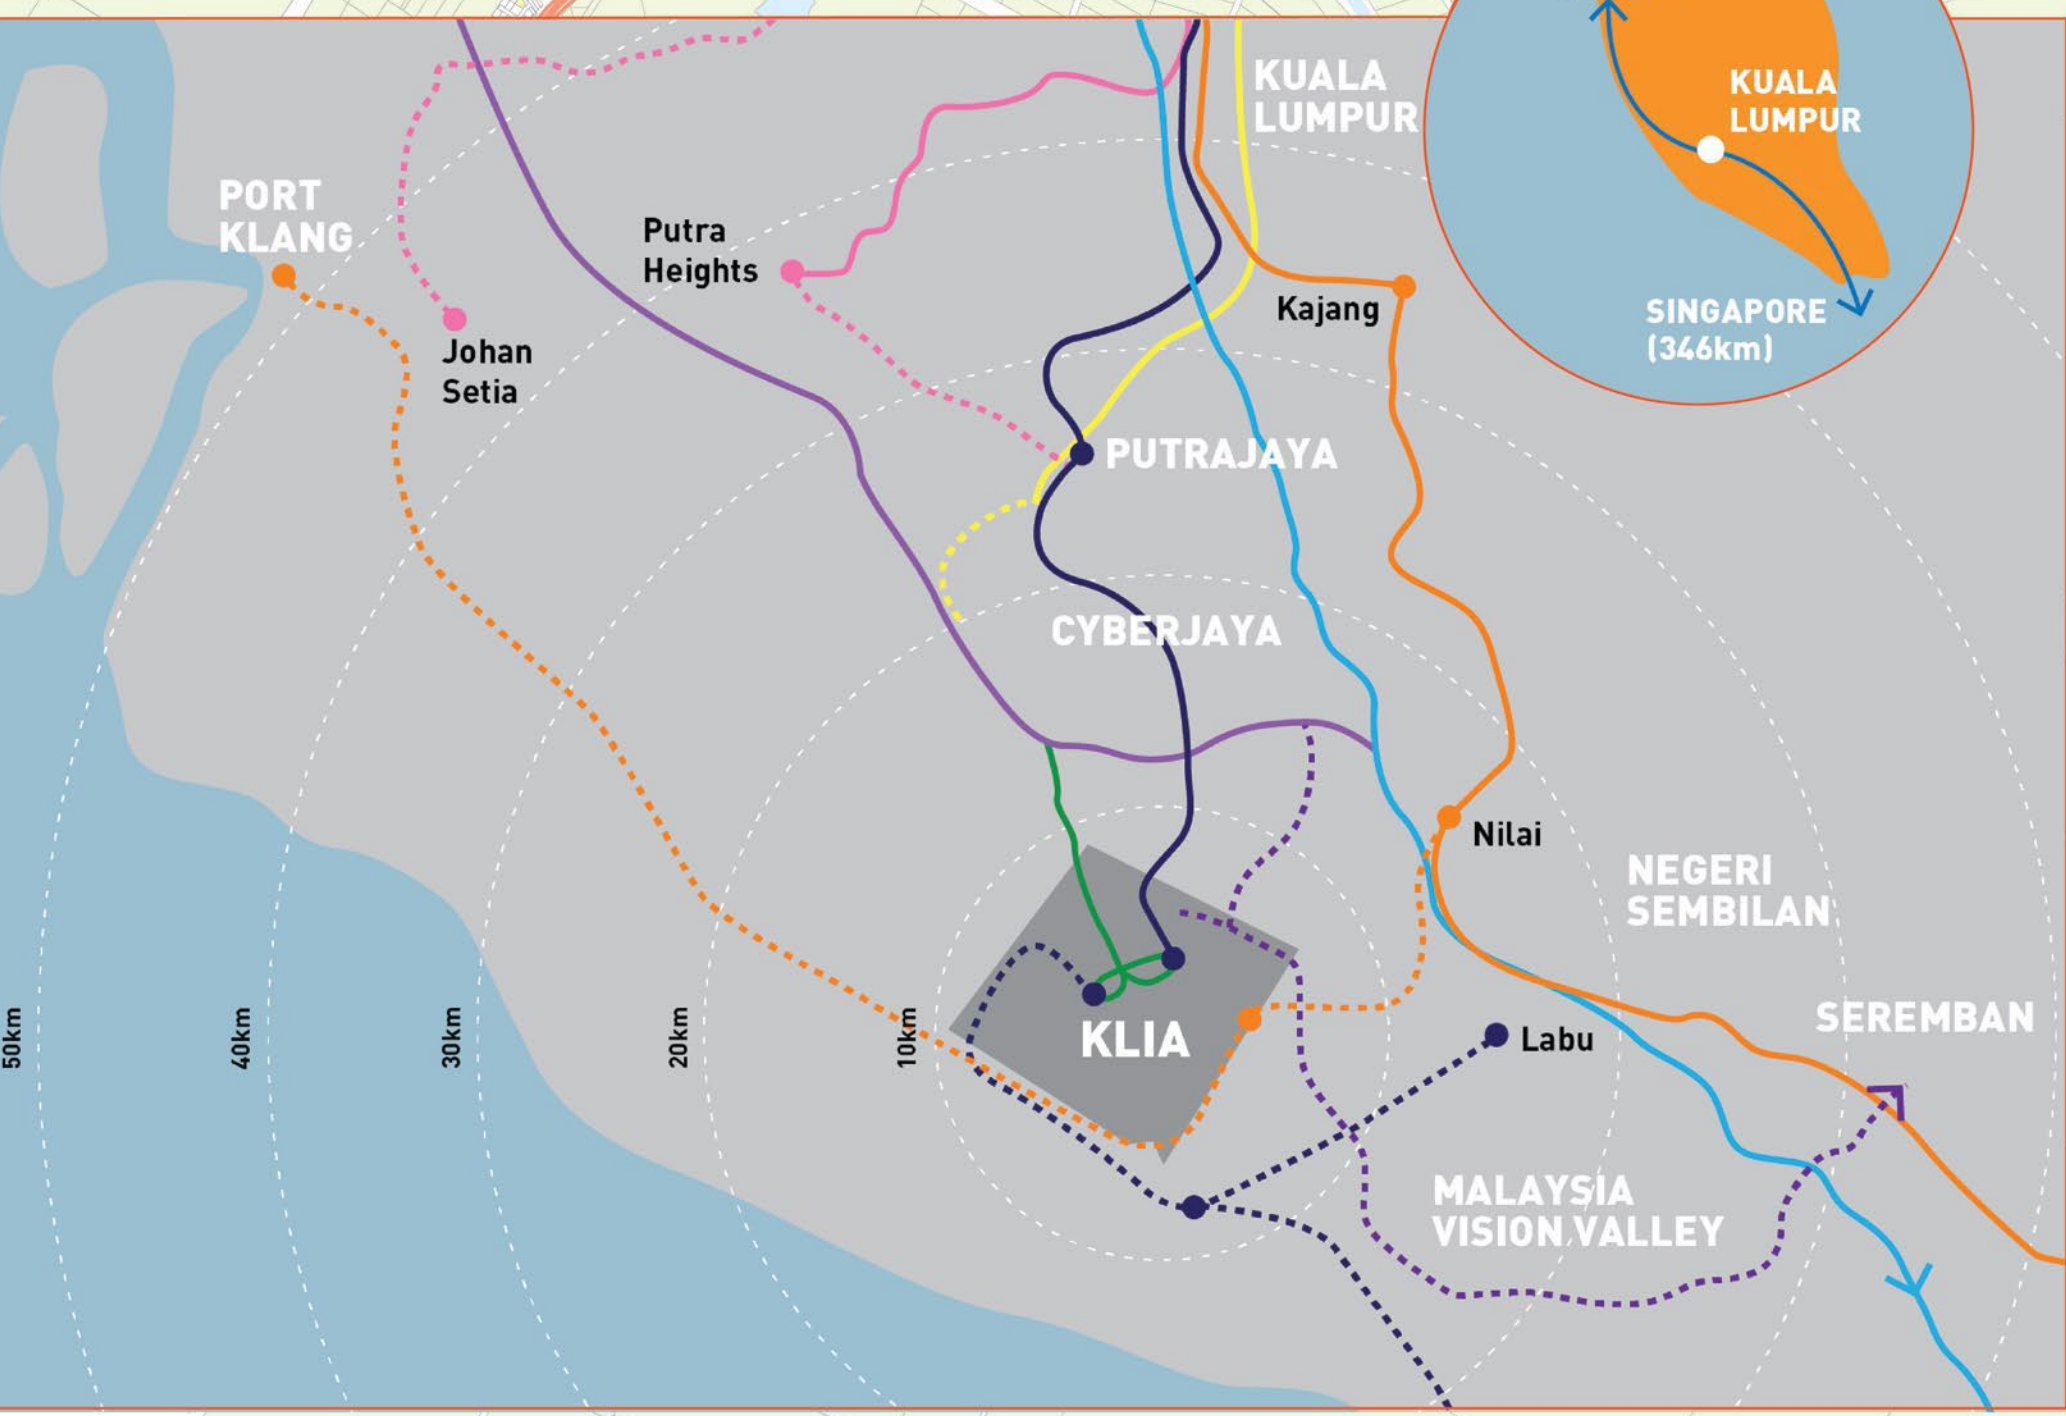 KUALA
LUMPUR
KUALA
LUMPUR
PORT
KLANG
Putra
Heights
Kajang
SINGAPORE
(346km)
Johan
Setia
PUTRAJAYA
CYBERJAYA
Nilai
NEGERI
SEMBILAN
SEREMBAN
50km
40km
30km
20km
10km
KLIA
Labu
MALAYSIA
VISION VALLEY